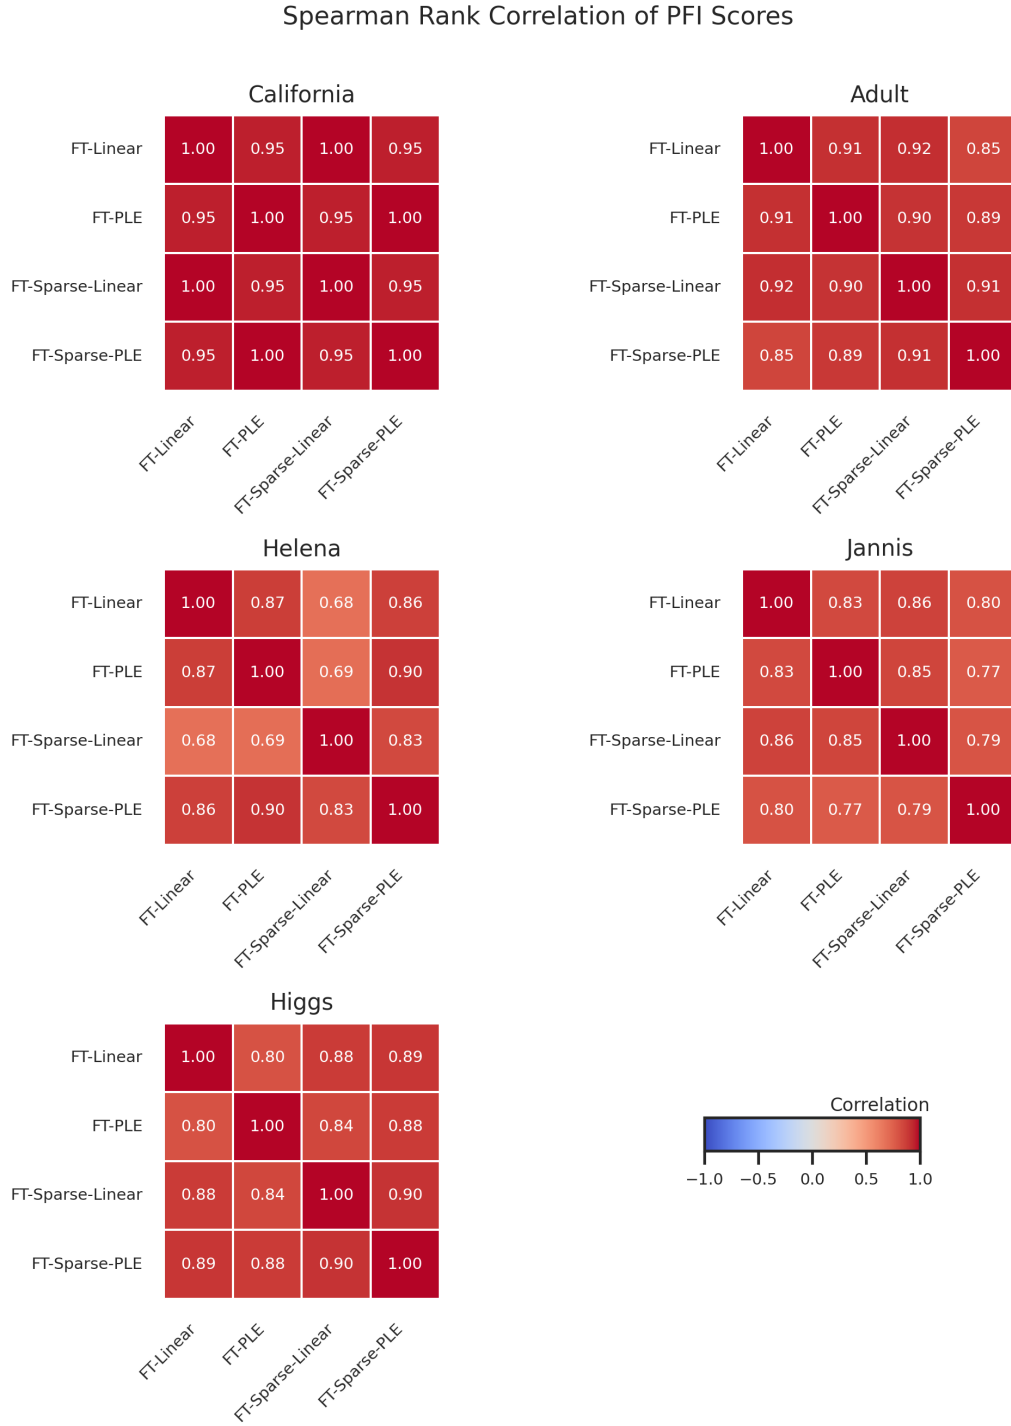 Spearman Rank Correlation of PFI Scores
California
FT-Linear 1.00 0.95 1.00 0.95
FT-PLE 0.95 1.00 0.95 1.00
FT-Sparse-Linear 1.00 0.95 1.00 0.95
FT-Sparse-PLE 0.95 1.00 0.95 1.00
FT-Linear FT-PLE FT-Sparse-Linear FT-Sparse-PLE
Adult
FT-Linear 1.00 0.91 0.92 0.85
FT-PLE 0.91 1.00 0.90 0.89
FT-Sparse-Linear 0.92 0.90 1.00 0.91
FT-Sparse-PLE 0.85 0.89 0.91 1.00
FT-Linear FT-PLE FT-Sparse-Linear FT-Sparse-PLE
Helena
FT-Linear 1.00 0.87 0.68 0.86
FT-PLE 0.87 1.00 0.69 0.90
FT-Sparse-Linear 0.68 0.69 1.00 0.83
FT-Sparse-PLE 0.86 0.90 0.83 1.00
FT-Linear FT-PLE FT-Sparse-Linear FT-Sparse-PLE
Jannis
FT-Linear 1.00 0.83 0.86 0.80
FT-PLE 0.83 1.00 0.85 0.77
FT-Sparse-Linear 0.86 0.85 1.00 0.79
FT-Sparse-PLE 0.80 0.77 0.79 1.00
FT-Linear FT-PLE FT-Sparse-Linear FT-Sparse-PLE
Higgs
FT-Linear 1.00 0.80 0.88 0.89
FT-PLE 0.80 1.00 0.84 0.88
FT-Sparse-Linear 0.88 0.84 1.00 0.90
FT-Sparse-PLE 0.89 0.88 0.90 1.00
FT-Linear FT-PLE FT-Sparse-Linear FT-Sparse-PLE
Correlation
−1.0 −0.5 0.0 0.5 1.0